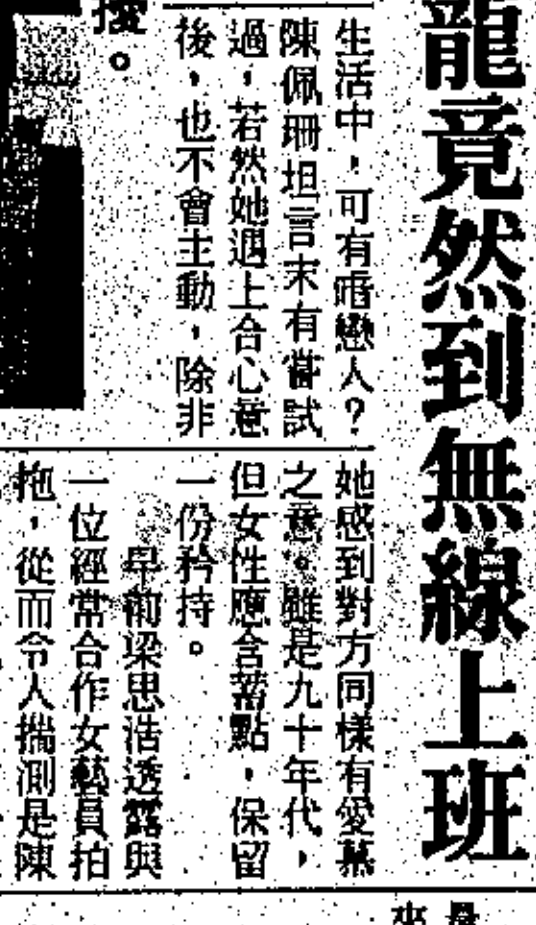 龍竟然到無線上班
生活中，可有暗戀人？
陳佩珊坦言末有嘗試
過，若然她遇上合心意
後，也不會主動，除非
她感到對方同樣有愛慕
之意。雖是九十年代，
但女性應含蓄點，保留
一份矜持。
早前梁思浩透露與
一位經常合作女藝員拍
拖，從而令人揣測是陳
擾。